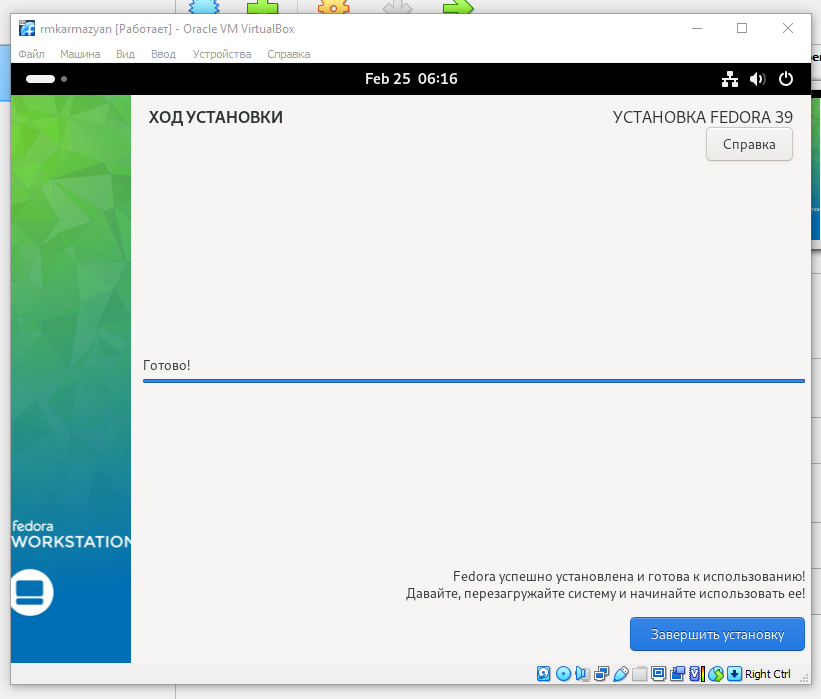 rmkarmazyan [Работает] - Oracle VM VirtualBox
Файл Машина Вид Ввод Устройства Справка
Feb 25 06:16
ХОД УСТАНОВКИ
УСТАНОВКА FEDORA 39
Справка
Готово!
fedora
WORKSTATION
Fedora успешно установлена и готова к использованию!
Давайте, перезагружайте систему и начинайте использовать ее!
Завершить установку
Right Ctrl